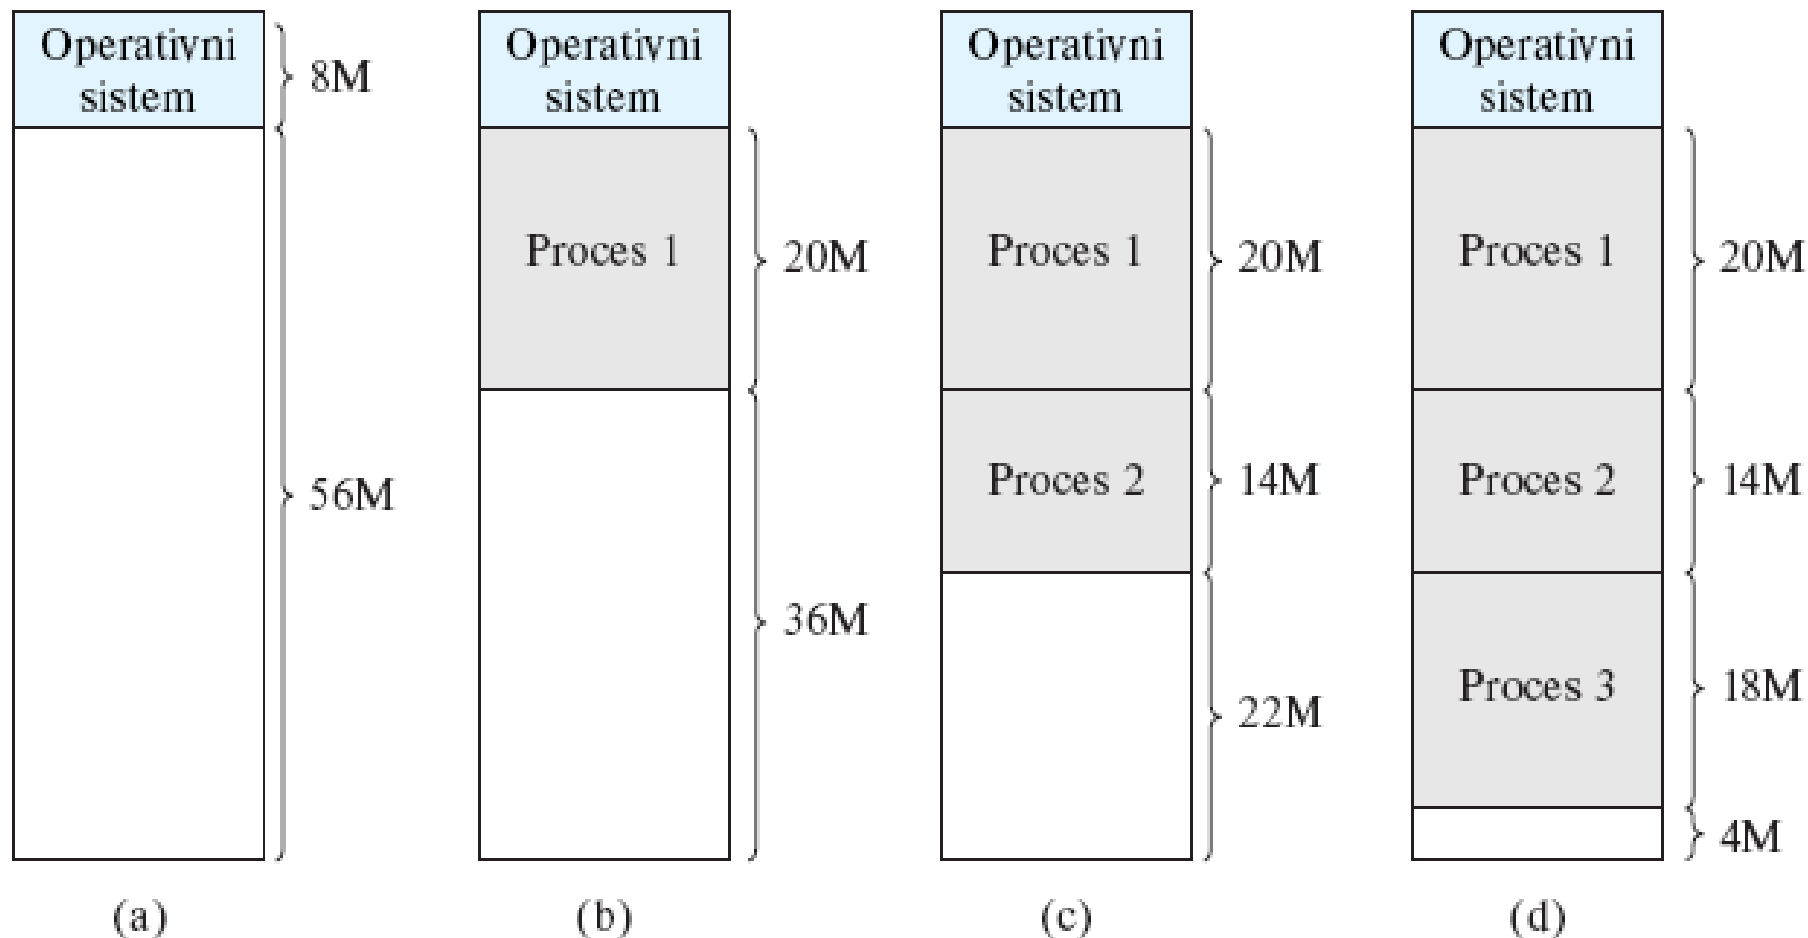 Operativni
sistem
8M
56M
(a)
Operativni
sistem
Proces 1
20M
36M
(b)
Operativni
sistem
Proces 1
20M
Proces 2
14M
22M
(c)
Operativni
sistem
Proces 1
20M
Proces 2
14M
Proces 3
18M
4M
(d)